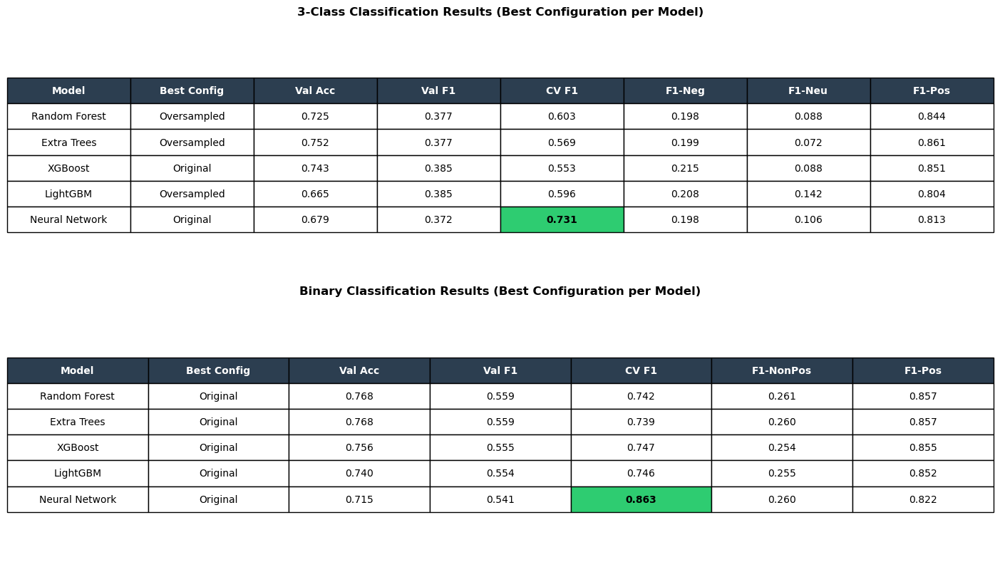 3-Class Classification Results (Best Configuration per Model)
Model Best Config Val Acc Val F1 CV F1 F1-Neg F1-Neu F1-Pos
Random Forest Oversampled 0.725 0.377 0.603 0.198 0.088 0.844
Extra Trees Oversampled 0.752 0.377 0.569 0.199 0.072 0.861
XGBoost Original 0.743 0.385 0.553 0.215 0.088 0.851
LightGBM Oversampled 0.665 0.385 0.596 0.208 0.142 0.804
Neural Network Original 0.679 0.372 0.731 0.198 0.106 0.813
Binary Classification Results (Best Configuration per Model)
Model Best Config Val Acc Val F1 CV F1 F1-NonPos F1-Pos
Random Forest Original 0.768 0.559 0.742 0.261 0.857
Extra Trees Original 0.768 0.559 0.739 0.260 0.857
XGBoost Original 0.756 0.555 0.747 0.254 0.855
LightGBM Original 0.740 0.554 0.746 0.255 0.852
Neural Network Original 0.715 0.541 0.863 0.260 0.822